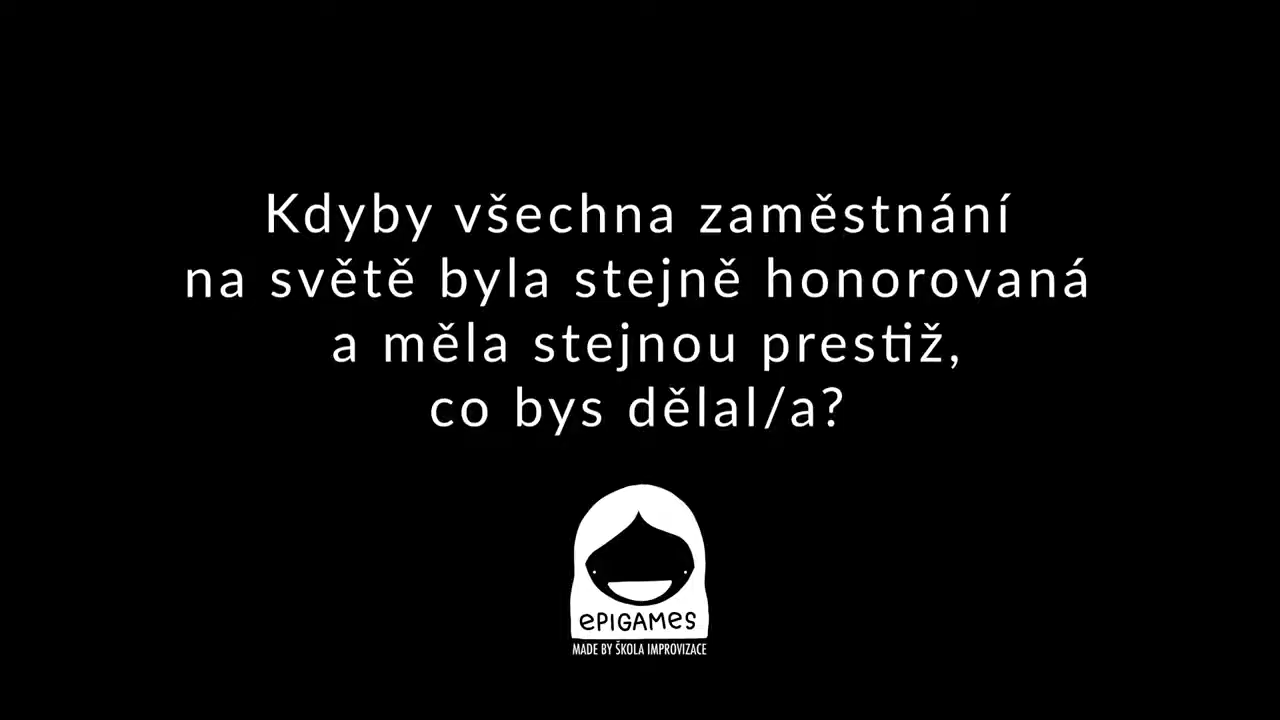 Kdyby všechna zaměstnání
na světě byla stejně honorovaná
a měla stejnou prestiž,
co bys dělal/a?
ePIGAMes
MADE BY ŠKOLA IMPROVIZACE